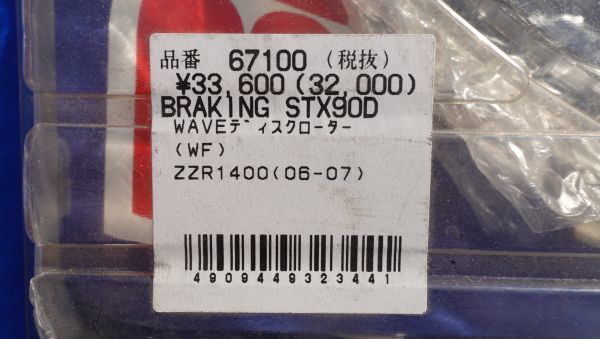 品番 67100 (税抜)
¥33,600(32,000)
BRAKING STX90D
WAVEディスクローター
(WF)
ZZR1400(06-07)
4909449323441